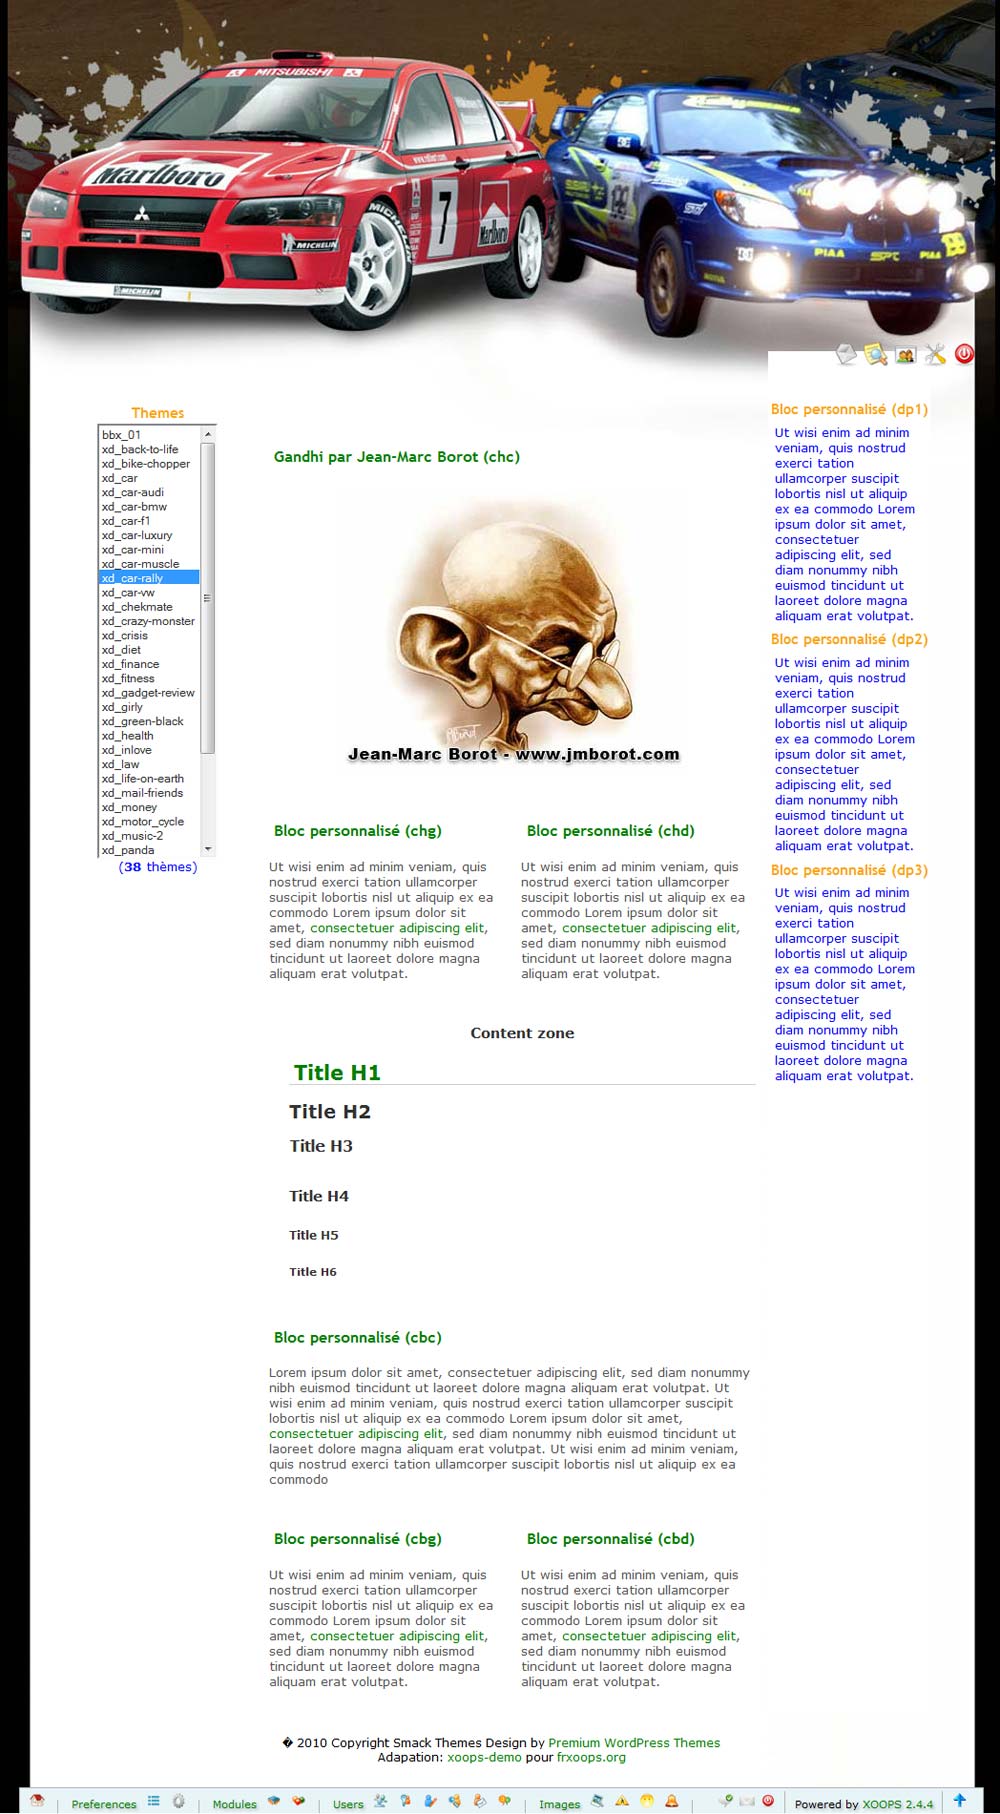 MITSUBISHI
Marlboro
MICHELIN
MICHELIN
MICHELIN
7
Marlboro
PIAA
PIAA
Themes
bbx_01
xd_back-to-life
xd_bike-chopper
xd_car
xd_car-audi
xd_car-bmw
xd_car-f1
xd_car-luxury
xd_car-mini
xd_car-muscle
xd_car-rally
xd_car-vw
xd_chekmate
xd_crazy-monster
xd_crisis
xd_diet
xd_finance
xd_fitness
xd_gadget-review
xd_girly
xd_green-black
xd_health
xd_inlove
xd_law
xd_life-on-earth
xd_mail-friends
xd_money
xd_motor_cycle
xd_music-2
xd_panda
(38 thèmes)
Gandhi par Jean-Marc Borot (chc)
Jean-Marc Borot - www.jmborot.com
Bloc personnalisé (chg)
Ut wisi enim ad minim veniam, quis
nostrud exerci tation ullamcorper
suscipit lobortis nisl ut aliquip ex ea
commodo Lorem ipsum dolor sit
amet, consectetuer adipiscing elit,
sed diam nonummy nibh euismod
tincidunt ut laoreet dolore magna
aliquam erat volutpat.
Bloc personnalisé (chd)
Ut wisi enim ad minim veniam, quis
nostrud exerci tation ullamcorper
suscipit lobortis nisl ut aliquip ex ea
commodo Lorem ipsum dolor sit
amet, consectetuer adipiscing elit,
sed diam nonummy nibh euismod
tincidunt ut laoreet dolore magna
aliquam erat volutpat.
Content zone
Title H1
Title H2
Title H3
Title H4
Title H5
Title H6
Bloc personnalisé (cbc)
Lorem ipsum dolor sit amet, consectetuer adipiscing elit, sed diam nonummy
nibh euismod tincidunt ut laoreet dolore magna aliquam erat volutpat. Ut
wisi enim ad minim veniam, quis nostrud exerci tation ullamcorper suscipit
lobortis nisl ut aliquip ex ea commodo Lorem ipsum dolor sit amet,
consectetuer adipiscing elit, sed diam nonummy nibh euismod tincidunt ut
laoreet dolore magna aliquam erat volutpat. Ut wisi enim ad minim veniam,
quis nostrud exerci tation ullamcorper suscipit lobortis nisl ut aliquip ex ea
commodo
Bloc personnalisé (cbg)
Ut wisi enim ad minim veniam, quis
nostrud exerci tation ullamcorper
suscipit lobortis nisl ut aliquip ex ea
commodo Lorem ipsum dolor sit
amet, consectetuer adipiscing elit,
sed diam nonummy nibh euismod
tincidunt ut laoreet dolore magna
aliquam erat volutpat.
Bloc personnalisé (cbd)
Ut wisi enim ad minim veniam, quis
nostrud exerci tation ullamcorper
suscipit lobortis nisl ut aliquip ex ea
commodo Lorem ipsum dolor sit
amet, consectetuer adipiscing elit,
sed diam nonummy nibh euismod
tincidunt ut laoreet dolore magna
aliquam erat volutpat.
Bloc personnalisé (dp1)
Ut wisi enim ad minim
veniam, quis nostrud
exerci tation
ullamcorper suscipit
lobortis nisl ut aliquip
ex ea commodo Lorem
ipsum dolor sit amet,
consectetuer
adipiscing elit, sed
diam nonummy nibh
euismod tincidunt ut
laoreet dolore magna
aliquam erat volutpat.
Bloc personnalisé (dp2)
Ut wisi enim ad minim
veniam, quis nostrud
exerci tation
ullamcorper suscipit
lobortis nisl ut aliquip
ex ea commodo Lorem
ipsum dolor sit amet,
consectetuer
adipiscing elit, sed
diam nonummy nibh
euismod tincidunt ut
laoreet dolore magna
aliquam erat volutpat.
Bloc personnalisé (dp3)
Ut wisi enim ad minim
veniam, quis nostrud
exerci tation
ullamcorper suscipit
lobortis nisl ut aliquip
ex ea commodo Lorem
ipsum dolor sit amet,
consectetuer
adipiscing elit, sed
diam nonummy nibh
euismod tincidunt ut
laoreet dolore magna
aliquam erat volutpat.
� 2010 Copyright Smack Themes Design by Premium WordPress Themes
Adapation: xoops-demo pour frxoops.org
Preferences Modules Users Images Powered by XOOPS 2.4.4